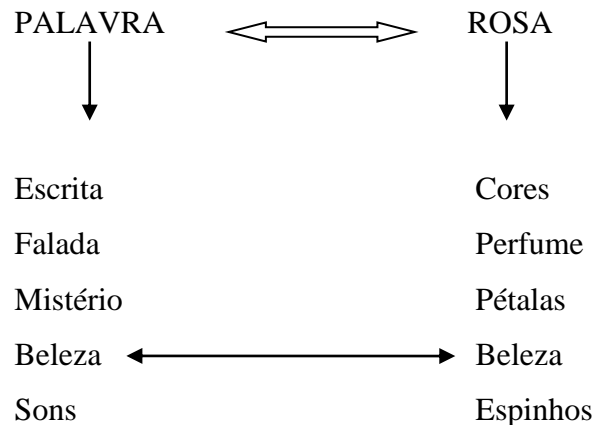 PALAVRA ROSA
Escrita Cores
Falada Perfume
Mistério Pétalas
Beleza Beleza
Sons Espinhos